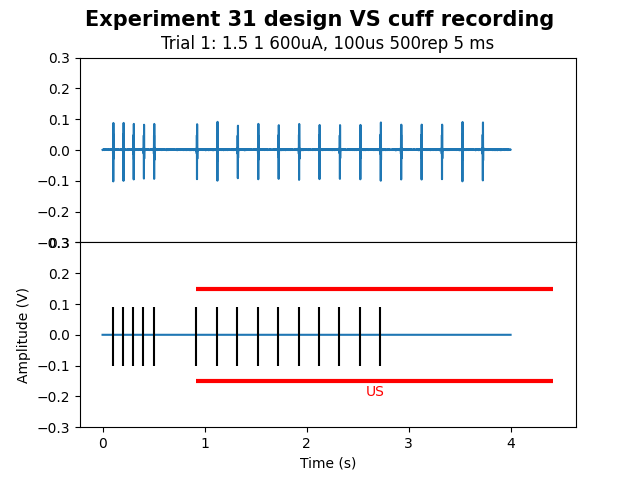 Experiment 31 design VS cuff recording
Trial 1: 1.5 1 600uA, 100us 500rep 5 ms
0.3
0.2
0.1
0.0
−0.1
−0.2
−0.3
0.3
0.2
0.1
0.0
−0.1
−0.2
−0.3
Amplitude (V)
US
0 1 2 3 4
Time (s)